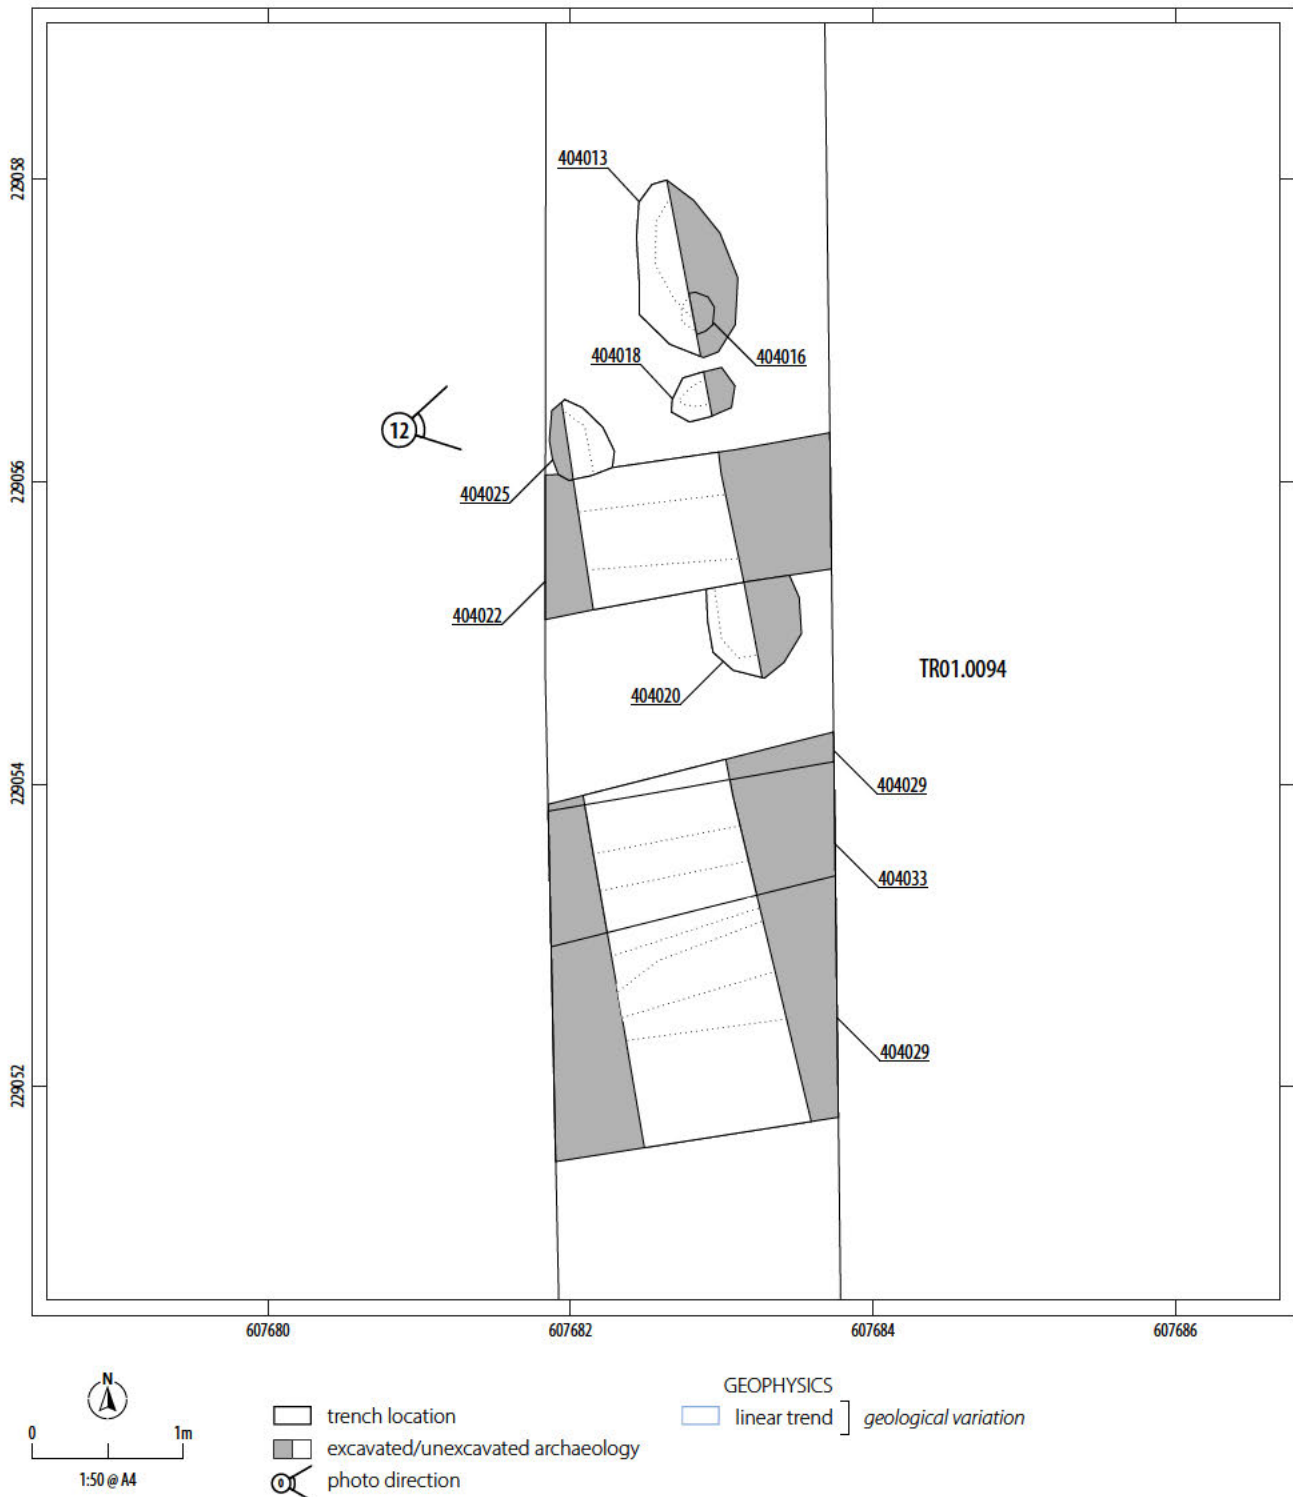 229058
404013
404018
404016
12
229056
404025
404022
TR01.0094
404020
229054
404029
404033
404029
229052
607680
607682
607684
607686
N
0
1m
1:50 @ A4
trench location
excavated/unexcavated archaeology
0
photo direction
GEOPHYSICS
linear trend
geological variation